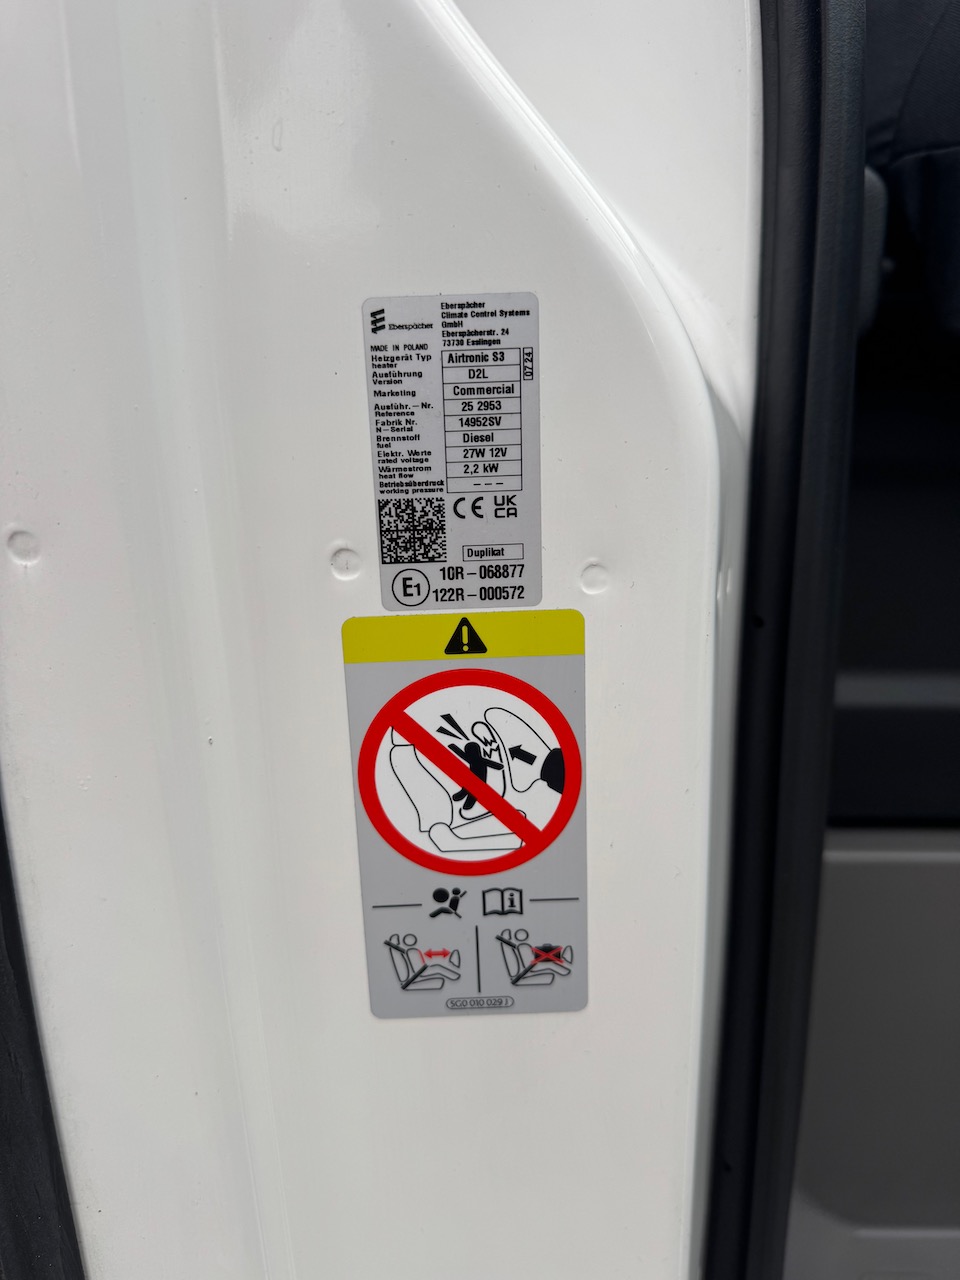 Eberspächer
Eberspächer
Climate Control Systems
GmbH
Eberspächerstr. 24
73730 Esslingen
MADE IN POLAND
Heizgerät Typ
heater
Airtronic S3
07 24
Ausführung
Version
D2L
Marketing
Commercial
Ausführ.-Nr.
Reference
25 2953
Fabrik Nr.
N-Serial
14952SV
Brennstoff
fuel
Diesel
Elektr. Werte
rated voltage
27W 12V
Wärmestrom
heat flow
2,2 kW
Betriebsüberdruck
working pressure
---
CE UK
CA
Duplikat
E1
10R-068877
122R-000572
5G0 010 029 J